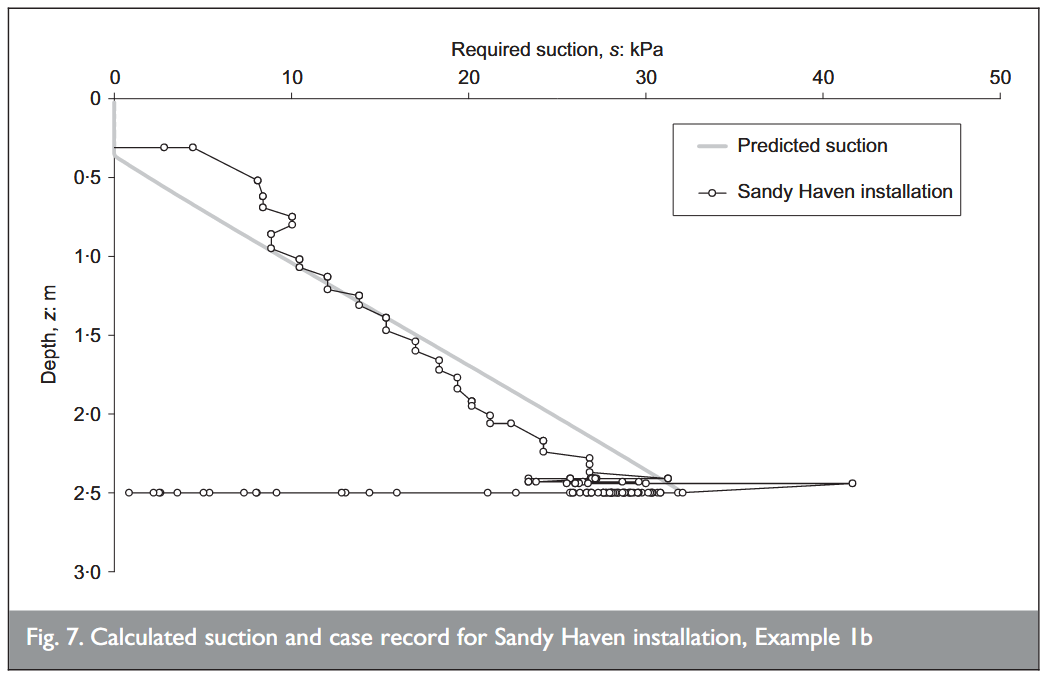 Required suction, s: kPa
0 10 20 30 40 50
0
0·5
1·0
1·5
2·0
2·5
3·0
Depth, z: m
Predicted suction
Sandy Haven installation
Fig. 7. Calculated suction and case record for Sandy Haven installation, Example 1b